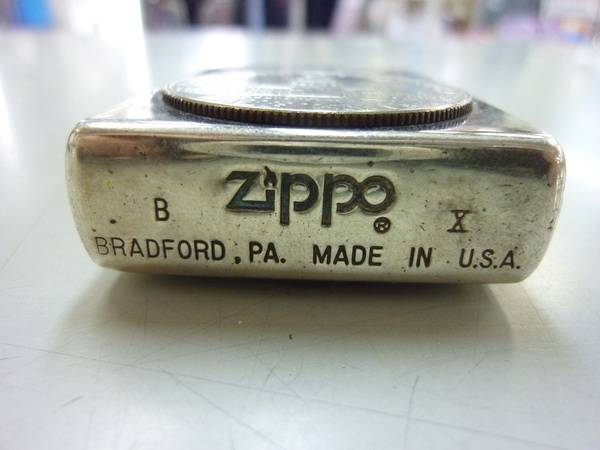 B zippo ® X
BRADFORD, PA. MADE IN U.S.A.